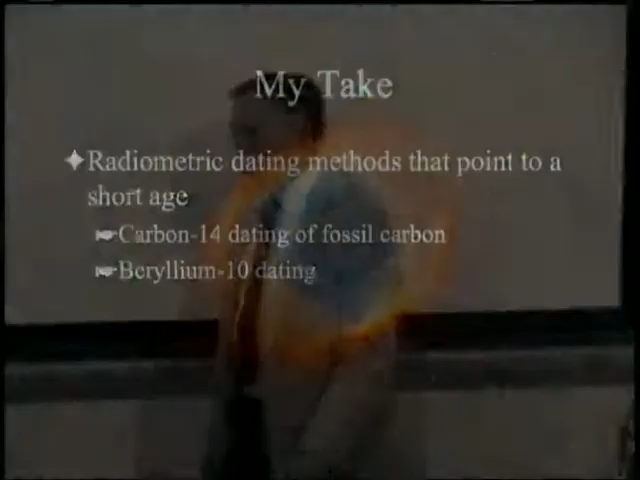 My Take
Radiometric dating methods that point to a
short age
Carbon-14 dating of fossil carbon
Beryllium-10 dating